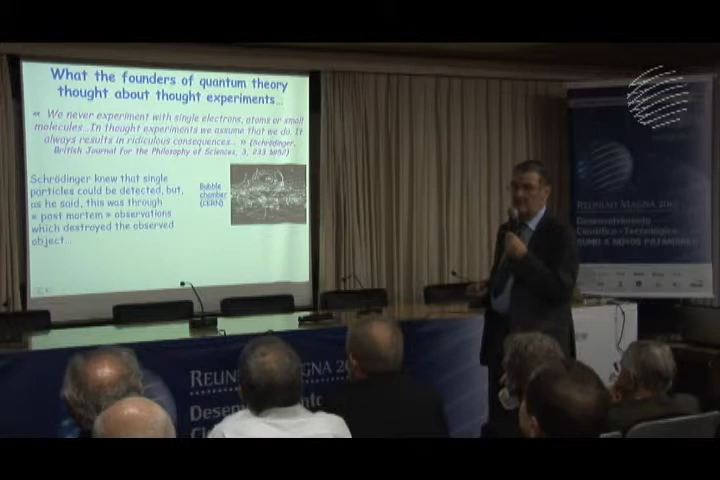 What the founders of quantum theory
thought about thought experiments...
« We never experiment with single electrons, atoms or small
molecules...In thought experiments we assume that we do. It
always results in ridiculous consequences... » (Schrödinger,
British Journal for the Philosophy of Sciences, 3, 233 1952)
Schrödinger knew that single
particles could be detected, but,
as he said, this was through
« post mortem » observations
which destroyed the observed
object...
Bubble
chamber
(CERN)
REUNIÃO MAGNA
Desenvolvimento
Científico e Tecnológico:
RUMO A NOVOS PATAMARES
REUNIÃO MAGNA 20